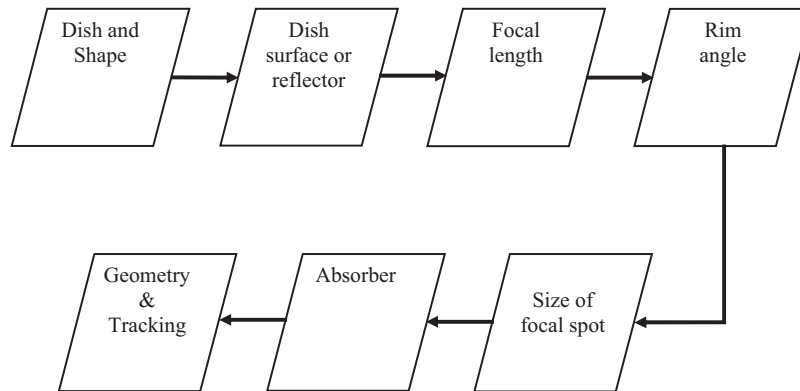 Dish and
Shape
Dish
surface or
reflector
Focal
length
Rim
angle
Geometry
&
Tracking
Absorber
Size of
focal spot